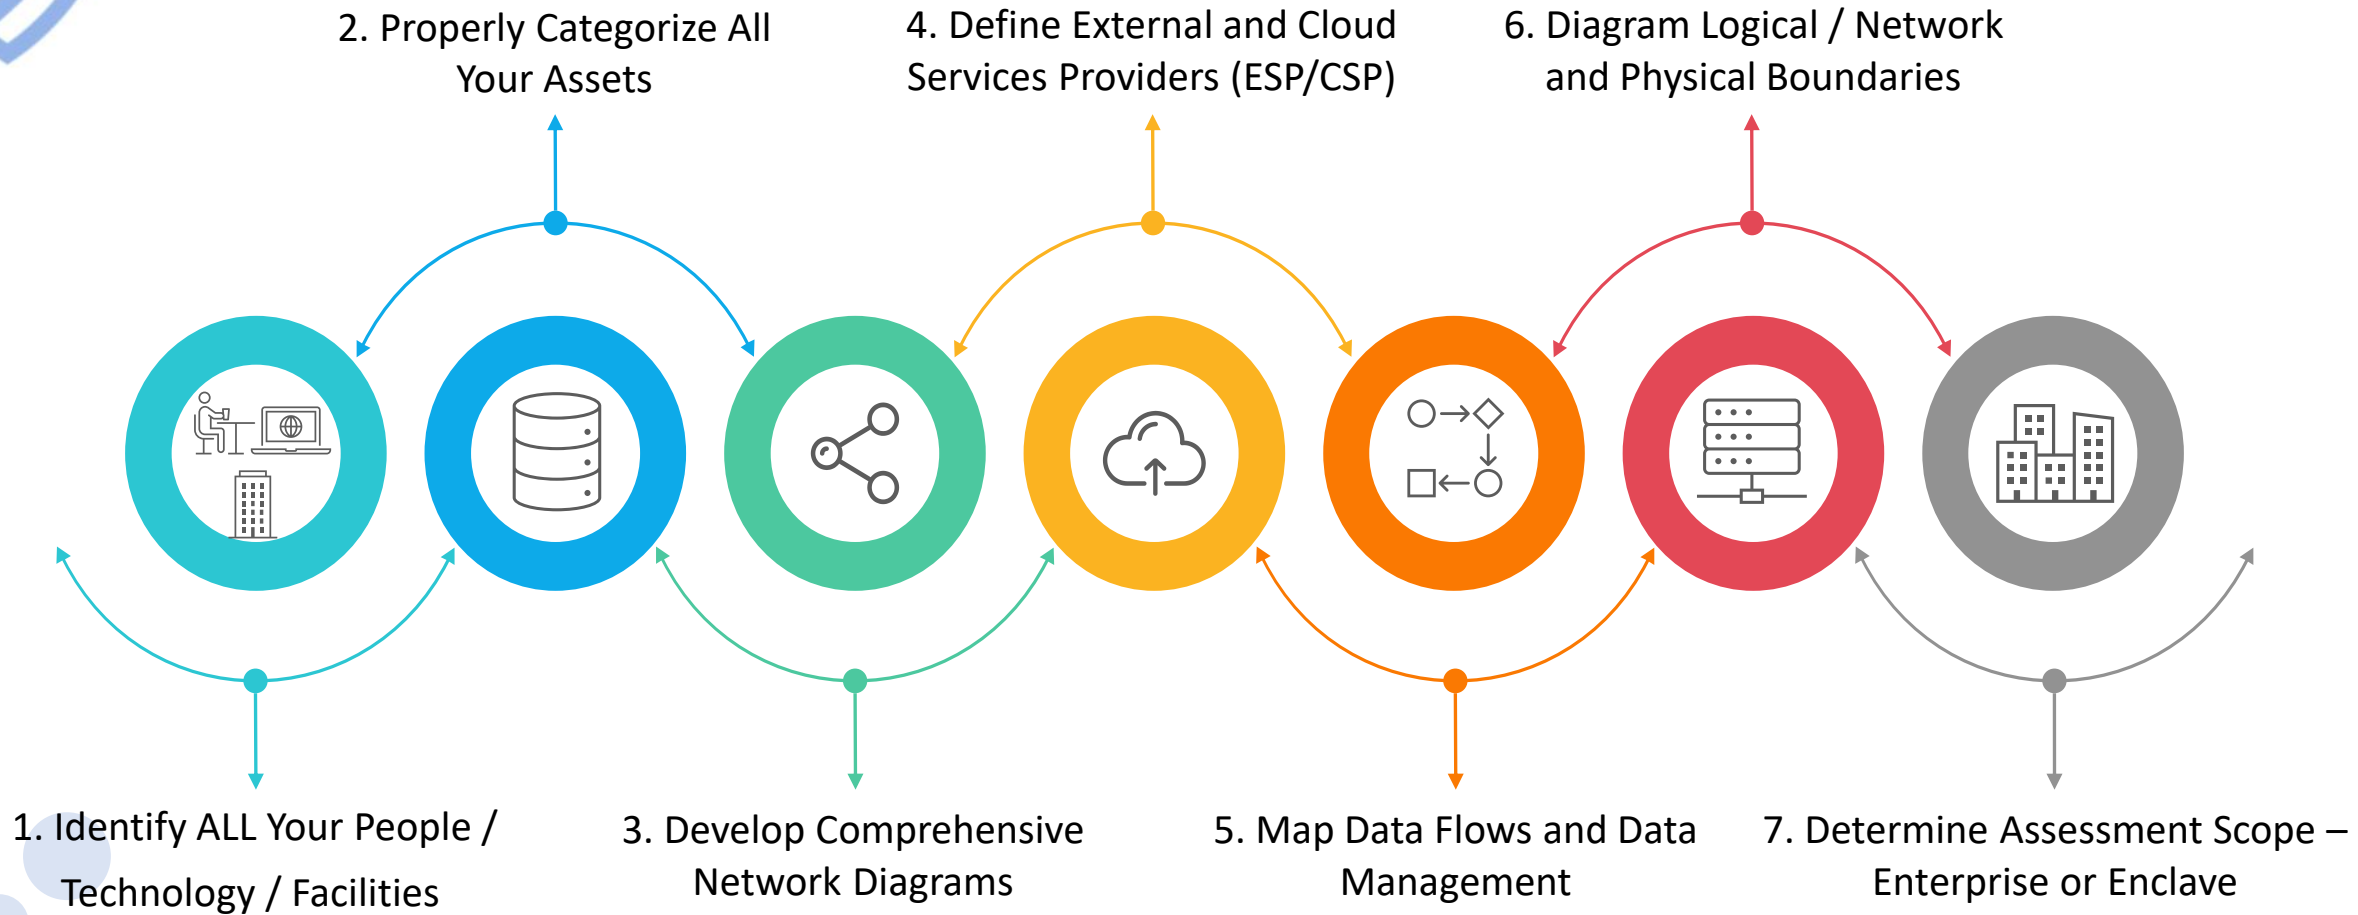 2. Properly Categorize All
Your Assets
4. Define External and Cloud
Services Providers (ESP/CSP)
6. Diagram Logical / Network
and Physical Boundaries
1. Identify ALL Your People /
Technology / Facilities
3. Develop Comprehensive
Network Diagrams
5. Map Data Flows and Data
Management
7. Determine Assessment Scope –
Enterprise or Enclave